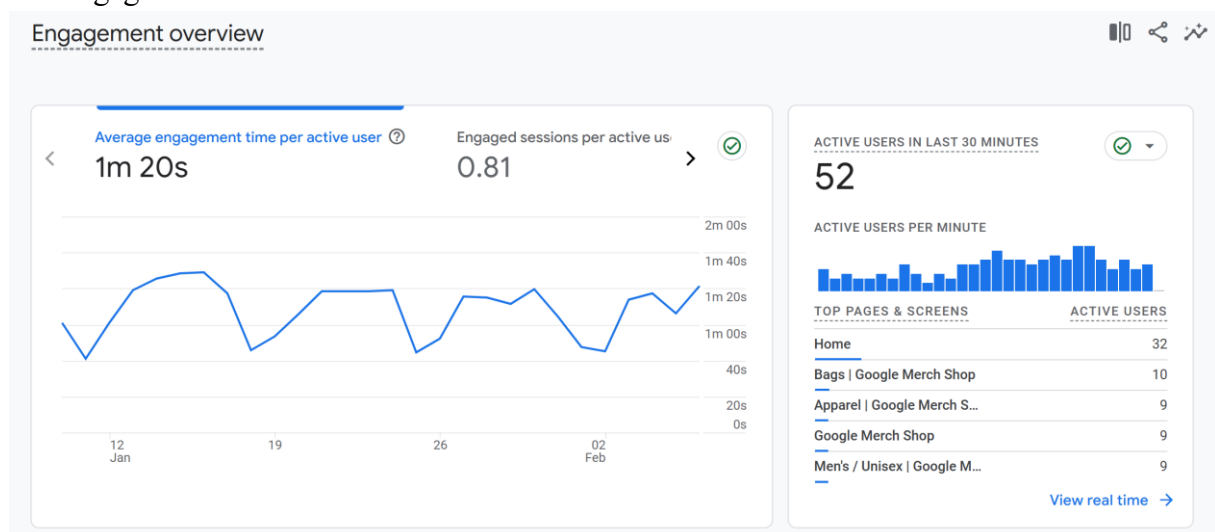 Engagement overview
Average engagement time per active user
1m 20s
Engaged sessions per active us
0.81
2m 00s
1m 40s
1m 20s
1m 00s
40s
20s
0s
12
Jan
19
26
02
Feb
ACTIVE USERS IN LAST 30 MINUTES
52
ACTIVE USERS PER MINUTE
TOP PAGES & SCREENS ACTIVE USERS
Home 32
Bags | Google Merch Shop 10
Apparel | Google Merch S... 9
Google Merch Shop 9
Men's / Unisex | Google M... 9
View real time